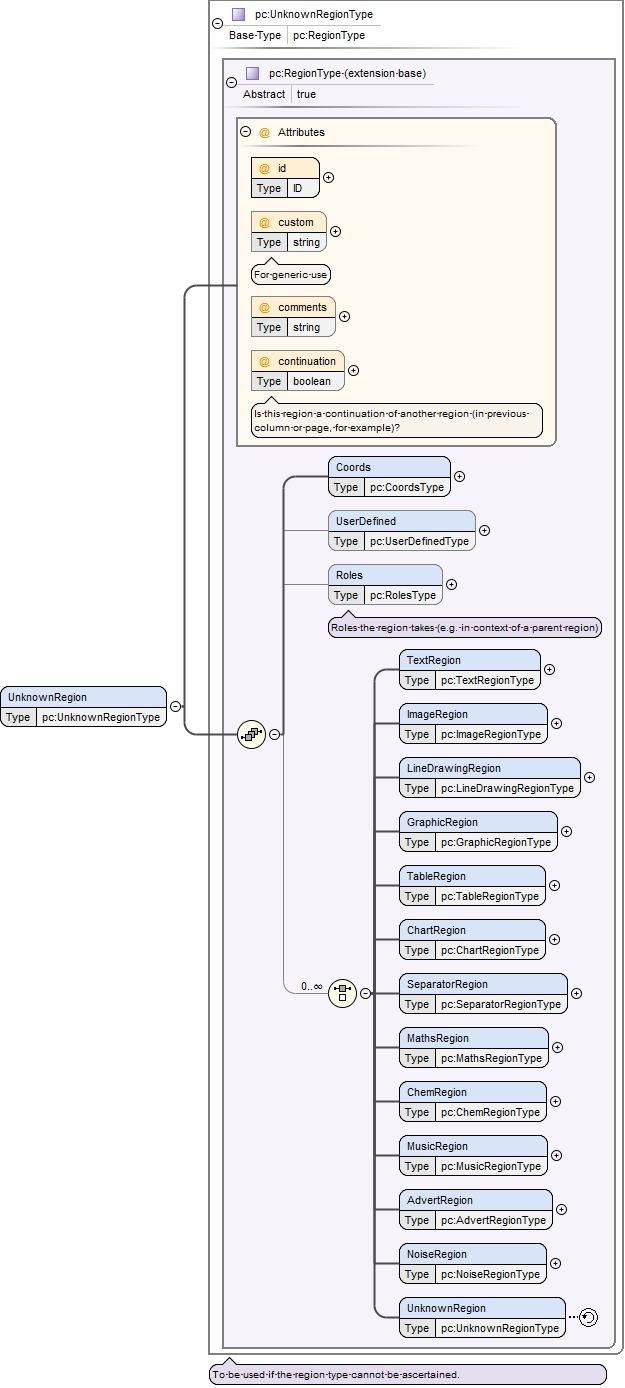 pc:UnknownRegionType
Base-Type pc:RegionType
pc:RegionType-(extension base)
Abstract true
@ Attributes
@ id
Type ID
@ custom
Type string
For-generic-use
@ comments
Type string
@ continuation
Type boolean
Is-this-region-a-continuation-of-another-region-(in-previous-
column-or-page,-for-example)?
Coords
Type pc:CoordsType
UserDefined
Type pc:UserDefinedType
Roles
Type pc:RolesType
Roles-the-region-takes-(e.g.-in-context-of-a-parent-region)
UnknownRegion
Type pc:UnknownRegionType
TextRegion
Type pc:TextRegionType
ImageRegion
Type pc:ImageRegionType
LineDrawingRegion
Type pc:LineDrawingRegionType
GraphicRegion
Type pc:GraphicRegionType
TableRegion
Type pc:TableRegionType
ChartRegion
Type pc:ChartRegionType
0..∞
SeparatorRegion
Type pc:SeparatorRegionType
MathsRegion
Type pc:MathsRegionType
ChemRegion
Type pc:ChemRegionType
MusicRegion
Type pc:MusicRegionType
AdvertRegion
Type pc:AdvertRegionType
NoiseRegion
Type pc:NoiseRegionType
UnknownRegion
Type pc:UnknownRegionType
To-be-used-if-the-region-type-cannot-be-ascertained.